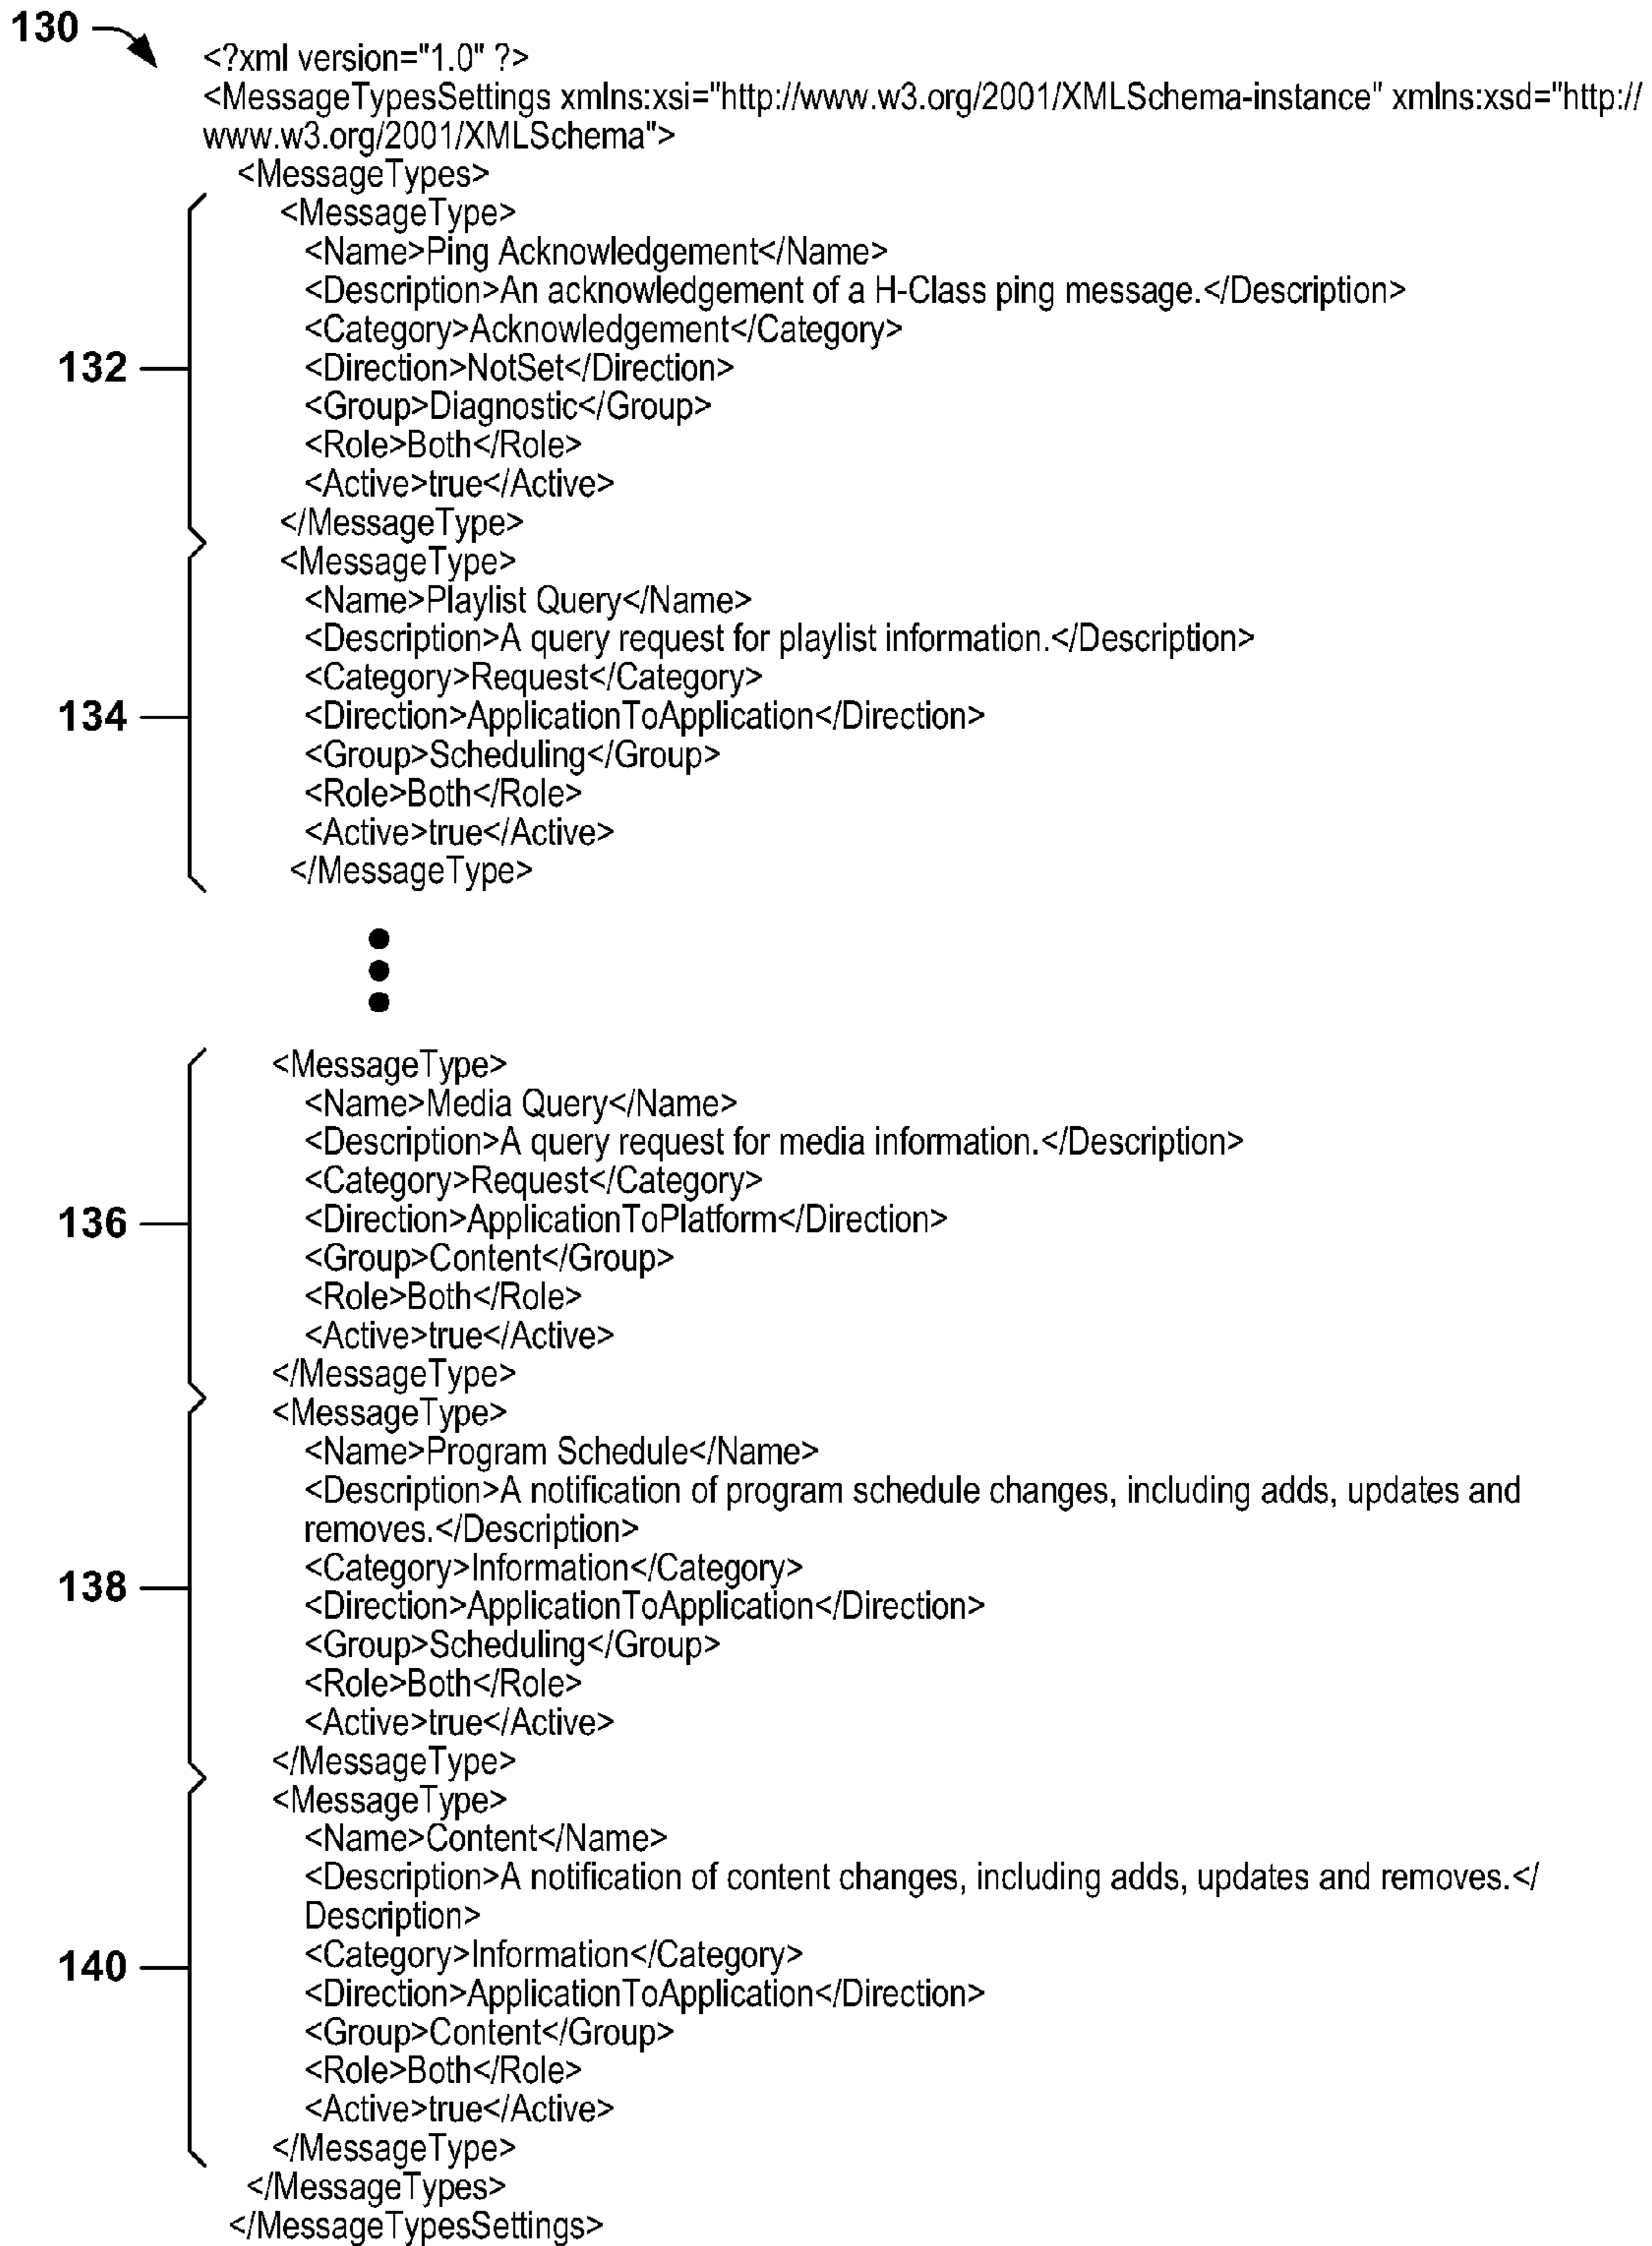 130
<?xml version="1.0" ?>
<MessageTypesSettings xmlns:xsi="http://www.w3.org/2001/XMLSchema-instance" xmlns:xsd="http://
www.w3.org/2001/XMLSchema">
<MessageTypes>
<MessageType>
<Name>Ping Acknowledgement</Name>
<Description>An acknowledgement of a H-Class ping message.</Description>
<Category>Acknowledgement</Category>
132
<Direction>NotSet</Direction>
<Group>Diagnostic</Group>
<Role>Both</Role>
<Active>true</Active>
</MessageType>
<MessageType>
<Name>Playlist Query</Name>
<Description>A query request for playlist information.</Description>
<Category>Request</Category>
134
<Direction>ApplicationToApplication</Direction>
<Group>Scheduling</Group>
<Role>Both</Role>
<Active>true</Active>
</MessageType>
<MessageType>
<Name>Media Query</Name>
<Description>A query request for media information.</Description>
<Category>Request</Category>
136
<Direction>ApplicationToPlatform</Direction>
<Group>Content</Group>
<Role>Both</Role>
<Active>true</Active>
</MessageType>
<MessageType>
<Name>Program Schedule</Name>
<Description>A notification of program schedule changes, including adds, updates and
removes.</Description>
<Category>Information</Category>
138
<Direction>ApplicationToApplication</Direction>
<Group>Scheduling</Group>
<Role>Both</Role>
<Active>true</Active>
</MessageType>
<MessageType>
<Name>Content</Name>
<Description>A notification of content changes, including adds, updates and removes.</
Description>
<Category>Information</Category>
140
<Direction>ApplicationToApplication</Direction>
<Group>Content</Group>
<Role>Both</Role>
<Active>true</Active>
</MessageType>
</MessageTypes>
</MessageTypesSettings>